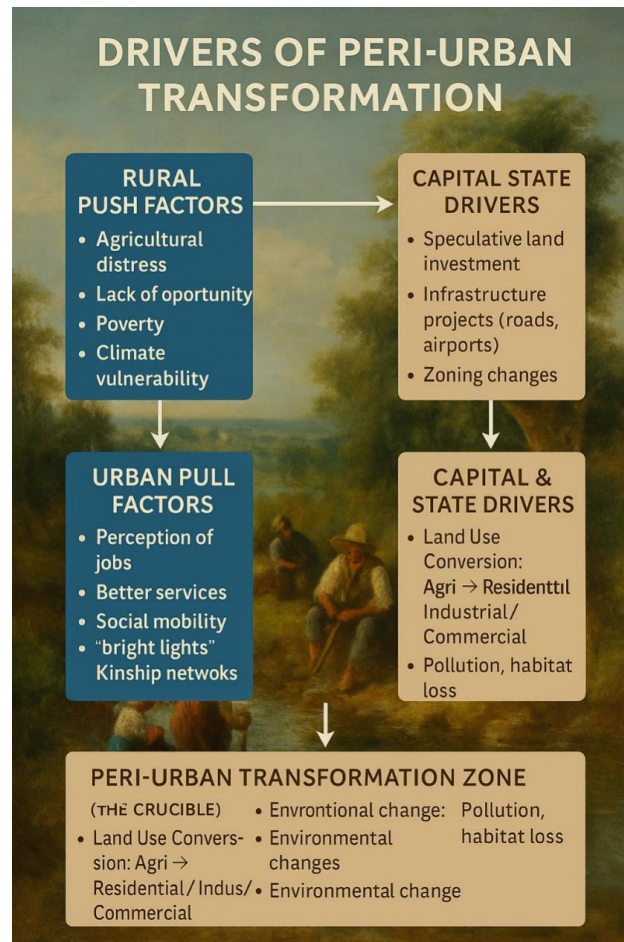 DRIVERS OF PERI-URBAN
TRANSFORMATION
RURAL
PUSH FACTORS
• Agricultural
distress
• Lack of oportunity
• Poverty
• Climate
vulnerability
CAPITAL STATE
DRIVERS
• Speculative land
investment
• Infrastructure
projects (roads,
airports)
• Zoning changes
URBAN PULL
FACTORS
• Perception of
jobs
• Better services
• Social mobility
• "bright lights"
Kinship netwoks
CAPITAL &
STATE DRIVERS
• Land Use
Conversion:
Agri → Residenttıl
Industrial/
Commercial
• Pollution, habitat
loss
PERI-URBAN TRANSFORMATION ZONE
(THE CRUCIBLE)
• Land Use Conver-
sion: Agri →
Residential/Indus/
Commercial
• Envrontional change:
• Environmental
changes
• Environmental change
Pollution,
habitat loss